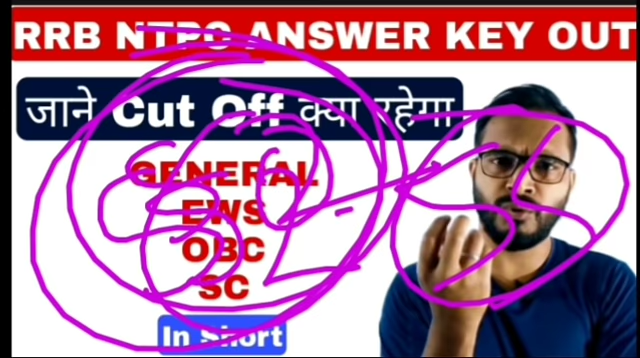 RRB NTPC ANSWER KEY OUT
जाने Cut Off क्या रहेगा
GENERAL
EWS
OBC
SC
In Short